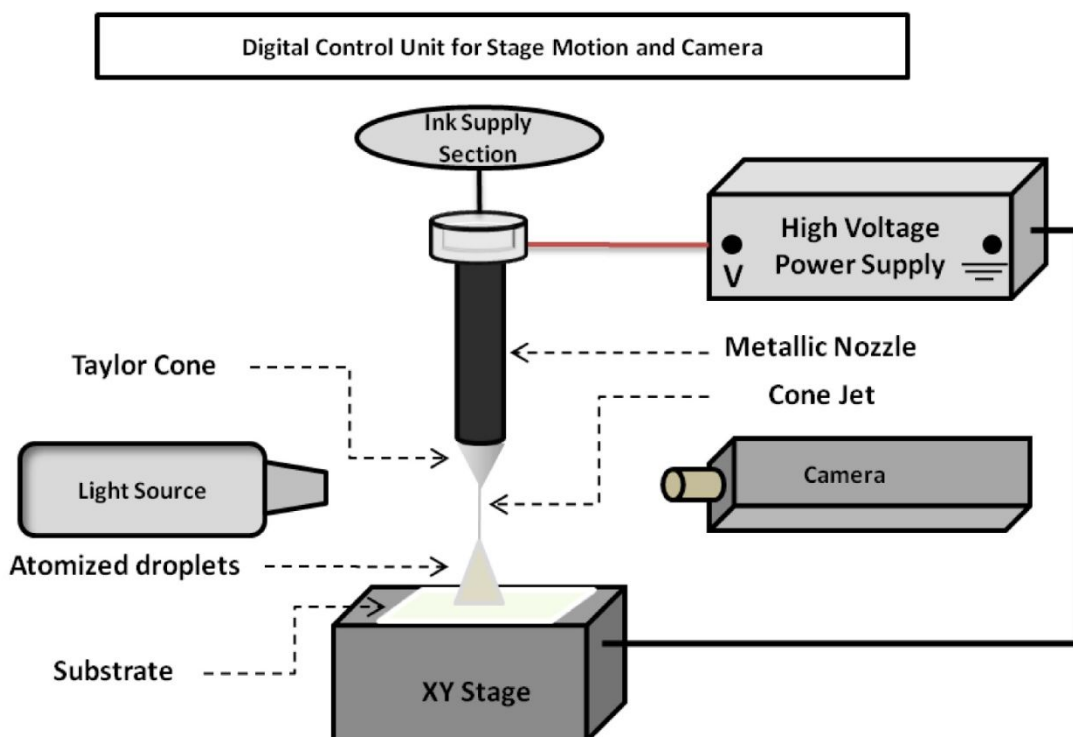 Digital Control Unit for Stage Motion and Camera
Ink Supply
Section
High Voltage
Power Supply
V
Metallic Nozzle
Taylor Cone
Cone Jet
Light Source
Camera
Atomized droplets
Substrate
XY Stage